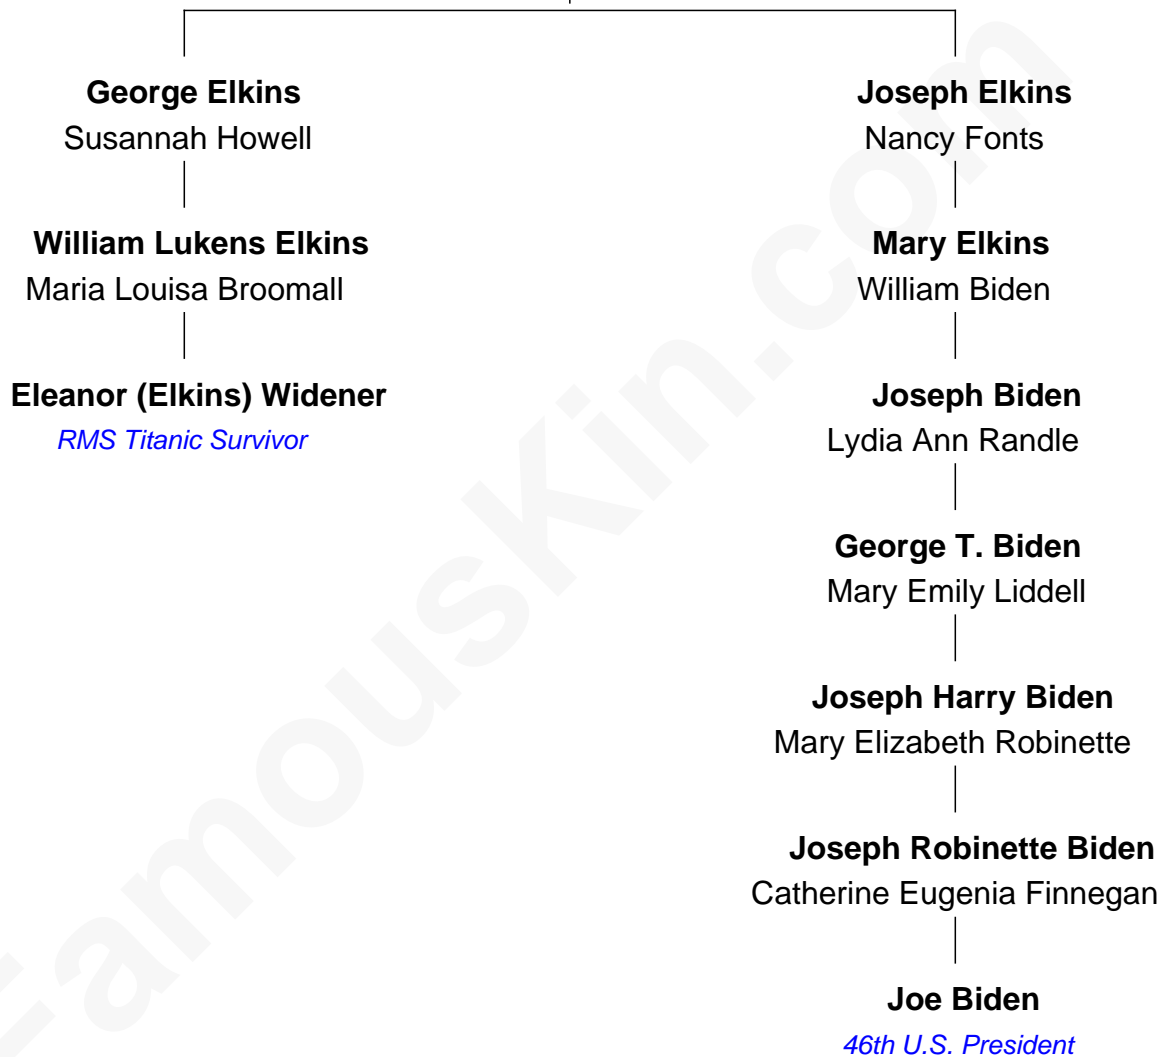 George Elkins
Susannah Howell
William Lukens Elkins
Maria Louisa Broomall
Eleanor (Elkins) Widener
RMS Titanic Survivor
Joseph Elkins
Nancy Fonts
Mary Elkins
William Biden
Joseph Biden
Lydia Ann Randle
George T. Biden
Mary Emily Liddell
Joseph Harry Biden
Mary Elizabeth Robinette
Joseph Robinette Biden
Catherine Eugenia Finnegan
Joe Biden
46th U.S. President
FamousKin.com